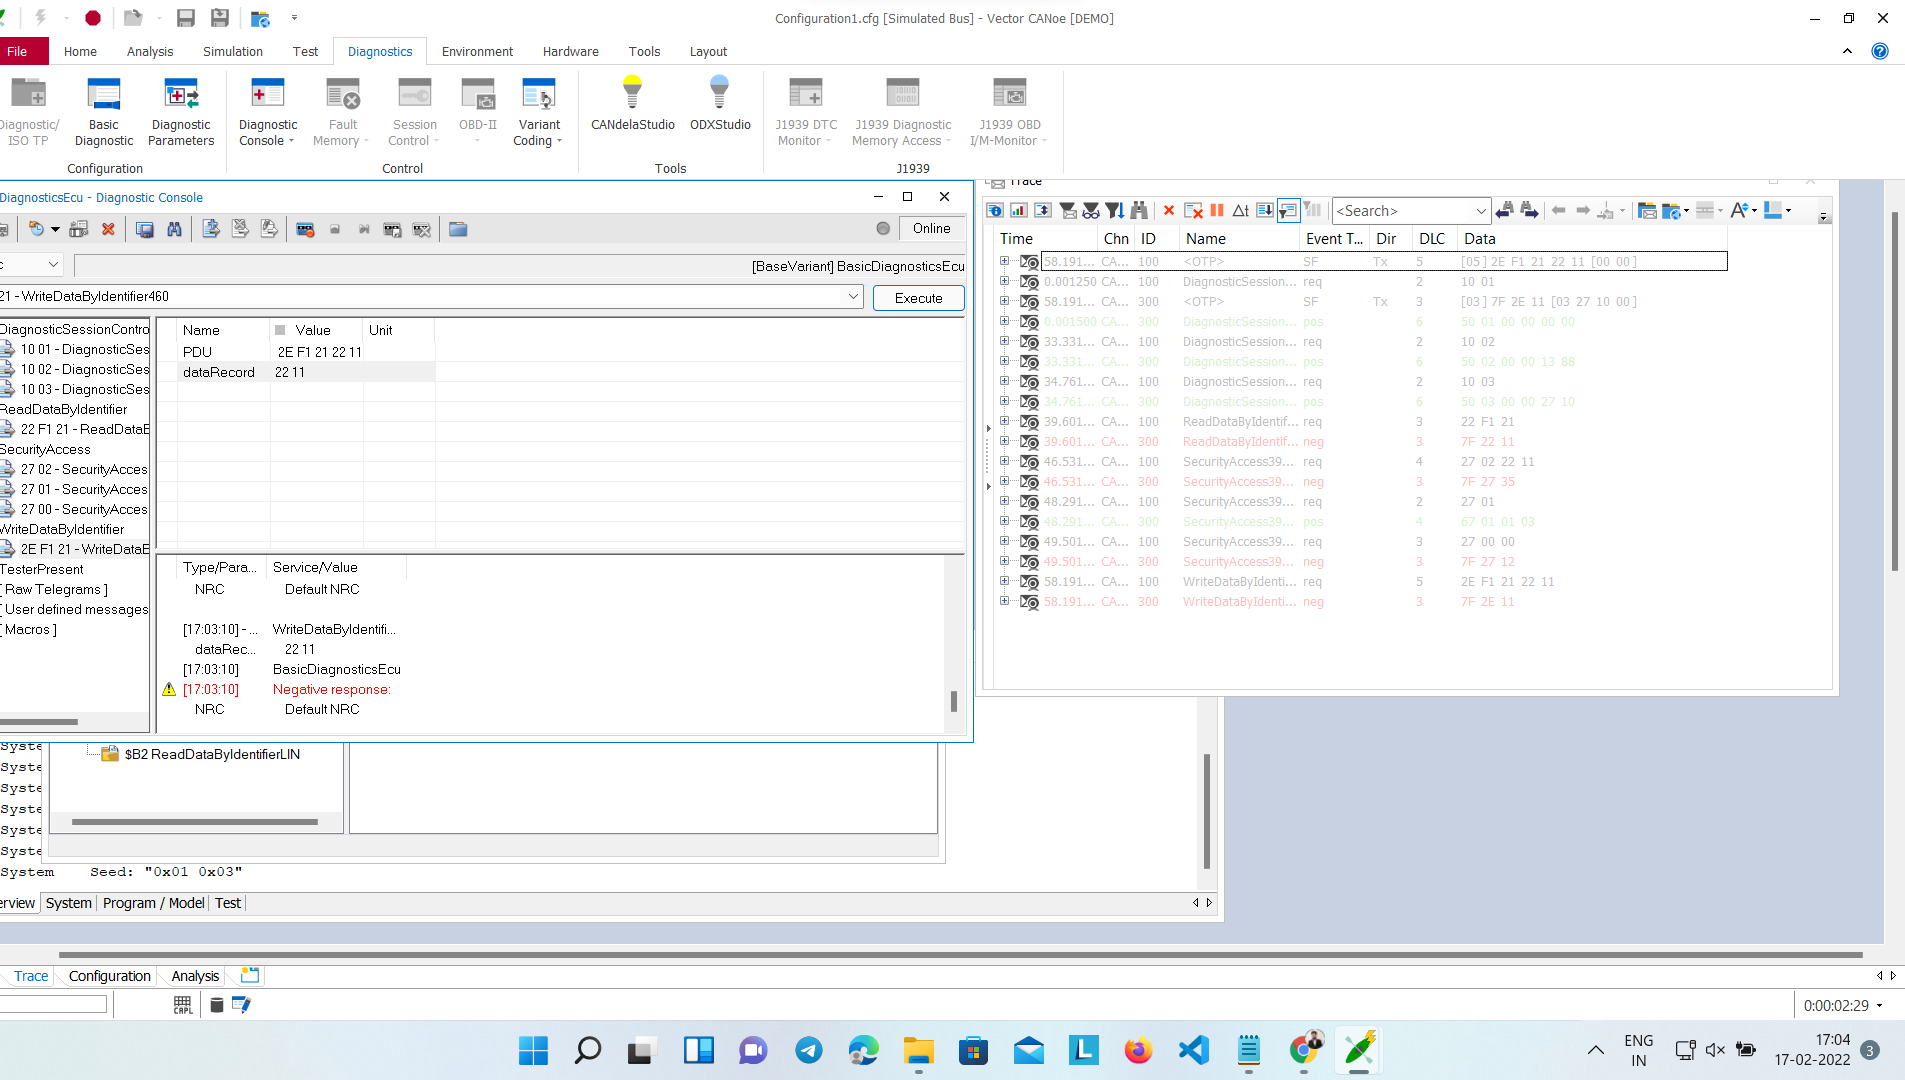 Configuration1.cfg [Simulated Bus] - Vector CANoe [DEMO]
File Home Analysis Simulation Test Diagnostics Environment Hardware Tools Layout
Diagnostic/ ISO TP
Basic Diagnostic
Diagnostic Parameters
Diagnostic Console
Fault Memory
Session Control
OBD-II
Variant Coding
CANdelaStudio
ODXStudio
J1939 DTC Monitor
J1939 Diagnostic Memory Access
J1939 OBD I/M-Monitor
Configuration Control Tools J1939
DiagnosticsEcu - Diagnostic Console
Online
[BaseVariant] BasicDiagnosticsEcu
21 - WriteDataByIdentifier460
Execute
DiagnosticSessionContro
10 01 - DiagnosticSes
10 02 - DiagnosticSes
10 03 - DiagnosticSes
ReadDataByIdentifier
22 F1 21 - ReadDataE
SecurityAccess
27 02 - SecurityAcces
27 01 - SecurityAcces
27 00 - SecurityAcces
WriteDataByIdentifier
2E F1 21 - WriteDataE
TesterPresent
[ Raw Telegrams ]
[ User defined messages
[ Macros ]
Name Value Unit
PDU 2E F1 21 22 11
dataRecord 22 11
Type/Para... Service/Value
NRC Default NRC
[17:03:10] - ... WriteDataByIdentifi...
dataRec... 22 11
[17:03:10] BasicDiagnosticsEcu
[17:03:10] Negative response:
NRC Default NRC
Trace
<Search>
Time Chn ID Name Event T... Dir DLC Data
58.191... CA... 100 <OTP> SF Tx 5 [05] 2E F1 21 22 11 [00 00]
0.001250 CA... 100 DiagnosticSession... req 2 10 01
58.191... CA... 300 <OTP> SF Tx 3 [03] 7F 2E 11 [03 27 10 00]
0.001500 CA... 300 DiagnosticSession... pos 6 50 01 00 00 00 00
33.331... CA... 100 DiagnosticSession... req 2 10 02
33.331... CA... 300 DiagnosticSession... pos 6 50 02 00 00 13 88
34.761... CA... 100 DiagnosticSession... req 2 10 03
34.761... CA... 300 DiagnosticSession... pos 6 50 03 00 00 27 10
39.601... CA... 100 ReadDataByIdentif... req 3 22 F1 21
39.601... CA... 300 ReadDataByIdentif... neg 3 7F 22 11
46.531... CA... 100 SecurityAccess39... req 4 27 02 22 11
46.531... CA... 300 SecurityAccess39... neg 3 7F 27 35
48.291... CA... 100 SecurityAccess39... req 2 27 01
48.291... CA... 300 SecurityAccess39... pos 4 67 01 01 03
49.501... CA... 100 SecurityAccess39... req 3 27 00 00
49.501... CA... 300 SecurityAccess39... neg 3 7F 27 12
58.191... CA... 100 WriteDataByIdenti... req 5 2E F1 21 22 11
58.191... CA... 300 WriteDataByIdenti... neg 3 7F 2E 11
Syste
$B2 ReadDataByIdentifierLIN
Syste
Syste
Syste
Syste
Syste
System Seed: "0x01 0x03"
erview System Program / Model Test
Trace Configuration Analysis
CAPL
0:00:02:29
ENG
IN
17:04
17-02-2022
3